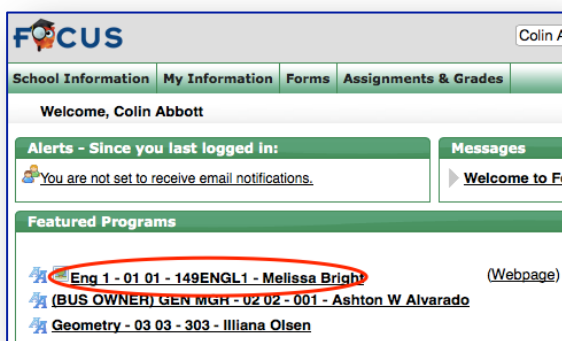 FOCUS
Colin A
School Information My Information Forms Assignments & Grades
Welcome, Colin Abbott
Alerts - Since you last logged in:
Messages
You are not set to receive email notifications.
Welcome to F
Featured Programs
Eng 1 - 01 01 - 149ENGL1 - Melissa Bright
(Webpage)
(BUS OWNER) GEN MGR - 02 02 - 001 - Ashton W Alvarado
Geometry - 03 03 - 303 - Illiana Olsen